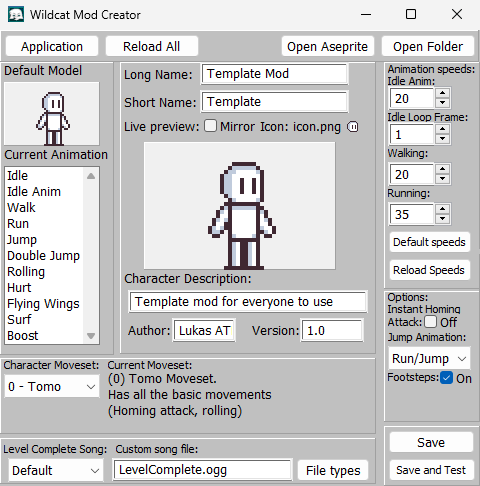 Wildcat Mod Creator
Application
Reload All
Open Aseprite
Open Folder
Default Model
Current Animation
Idle
Idle Anim
Walk
Run
Jump
Double Jump
Rolling
Hurt
Flying Wings
Surf
Boost
Long Name: Template Mod
Short Name: Template
Live preview: Mirror Icon: icon.png
Character Description:
Template mod for everyone to use
Author: Lukas AT Version: 1.0
Animation speeds:
Idle Anim:
20
Idle Loop Frame:
1
Walking:
20
Running:
35
Default speeds
Reload Speeds
Options:
Instant Homing
Attack: Off
Jump Animation:
Run/Jump
Footsteps: On
Character Moveset:
0 - Tomo
Current Moveset:
(0) Tomo Moveset.
Has all the basic movements
(Homing attack, rolling)
Level Complete Song:
Default
Custom song file:
LevelComplete.ogg
File types
Save
Save and Test